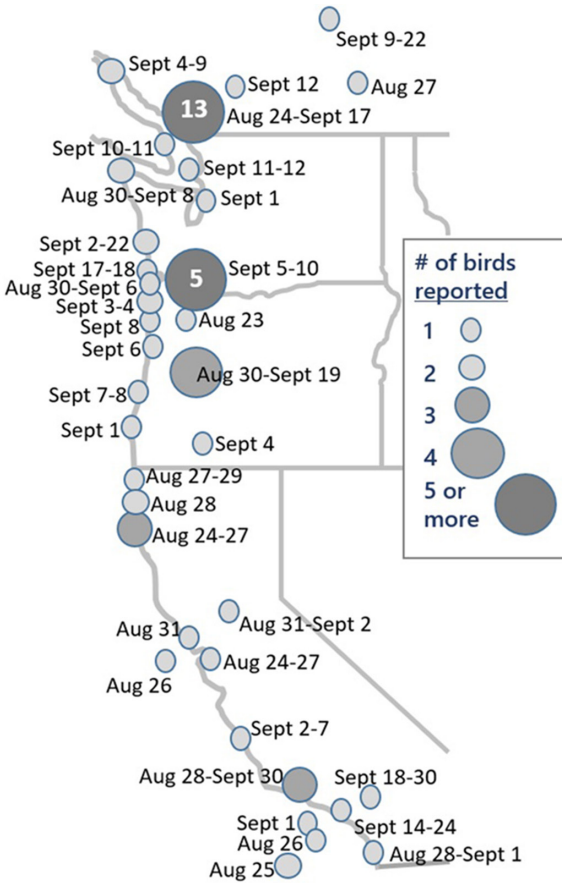 Sept 9-22
Sept 4-9
Sept 12
Aug 27
13
Aug 24-Sept 17
Sept 10-11
Sept 11-12
Aug 30-Sept 8
Sept 1
Sept 2-22
Sept 17-18
5
Sept 5-10
Aug 30-Sept 6
Sept 3-4
Sept 8
Aug 23
Sept 6
Aug 30-Sept 19
Sept 7-8
Sept 1
Sept 4
Aug 27-29
Aug 28
Aug 24-27
Aug 31-Sept 2
Aug 31
Aug 24-27
Aug 26
Sept 2-7
Aug 28-Sept 30
Sept 18-30
Sept 1
Sept 14-24
Aug 26
Aug 28-Sept 1
Aug 25
# of birds
reported
1
2
3
4
5 or
more